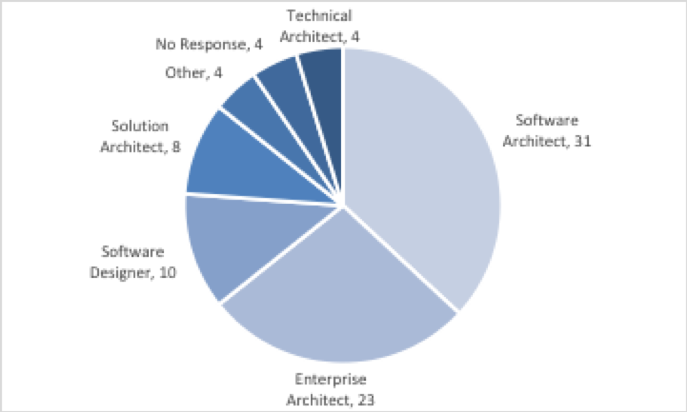 Technical
Architect, 4
No Response, 4
Other, 4
Software
Architect, 31
Solution
Architect, 8
Software
Designer, 10
Enterprise
Architect, 23